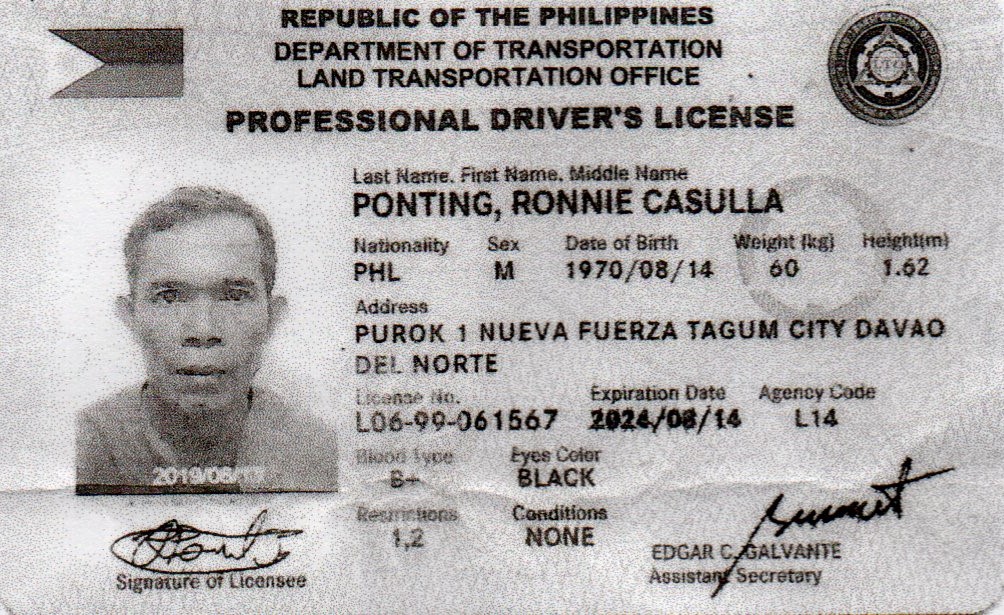 REPUBLIC OF THE PHILIPPINES
DEPARTMENT OF TRANSPORTATION
LAND TRANSPORTATION OFFICE
PROFESSIONAL DRIVER'S LICENSE
LTO
Last Name. First Name. Middle Name
PONTING, RONNIE CASULLA
Nationality Sex Date of Birth Weight (kg) Height(m)
PHL M 1970/08/14 60 1.62
Address
PUROK 1 NUEVA FUERZA TAGUM CITY DAVAO
DEL NORTE
License No. Expiration Date Agency Code
L06-99-061567 2024/08/14 L14
Blood Type Eyes Color
B+ BLACK
Restrictions Conditions
1,2 NONE
2019/08/
Signature of Licensee
EDGAR C. GALVANTE
Assistant Secretary